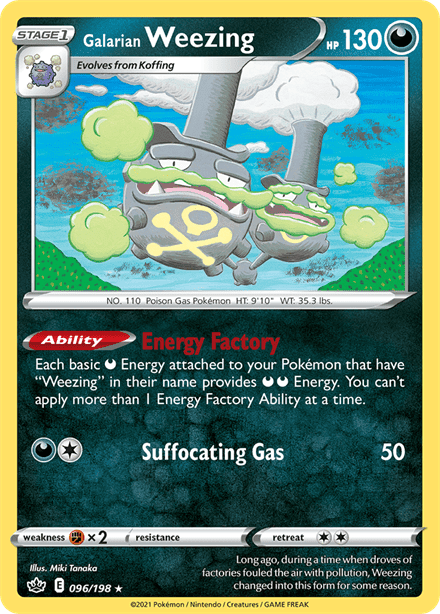 STAGE 1 Galarian Weezing HP 130
Evolves from Koffing
NO. 110 Poison Gas Pokémon HT: 9'10" WT: 35.3 lbs.
Ability Energy Factory
Each basic Energy attached to your Pokémon that have
“Weezing” in their name provides Energy. You can't
apply more than 1 Energy Factory Ability at a time.
Suffocating Gas 50
weakness ×2 resistance retreat
Illus. Miki Tanaka
Long ago, during a time when droves of
factories fouled the air with pollution, Weezing
changed into this form for some reason.
E 096/198 ★
©2021 Pokémon / Nintendo / Creatures / GAME FREAK